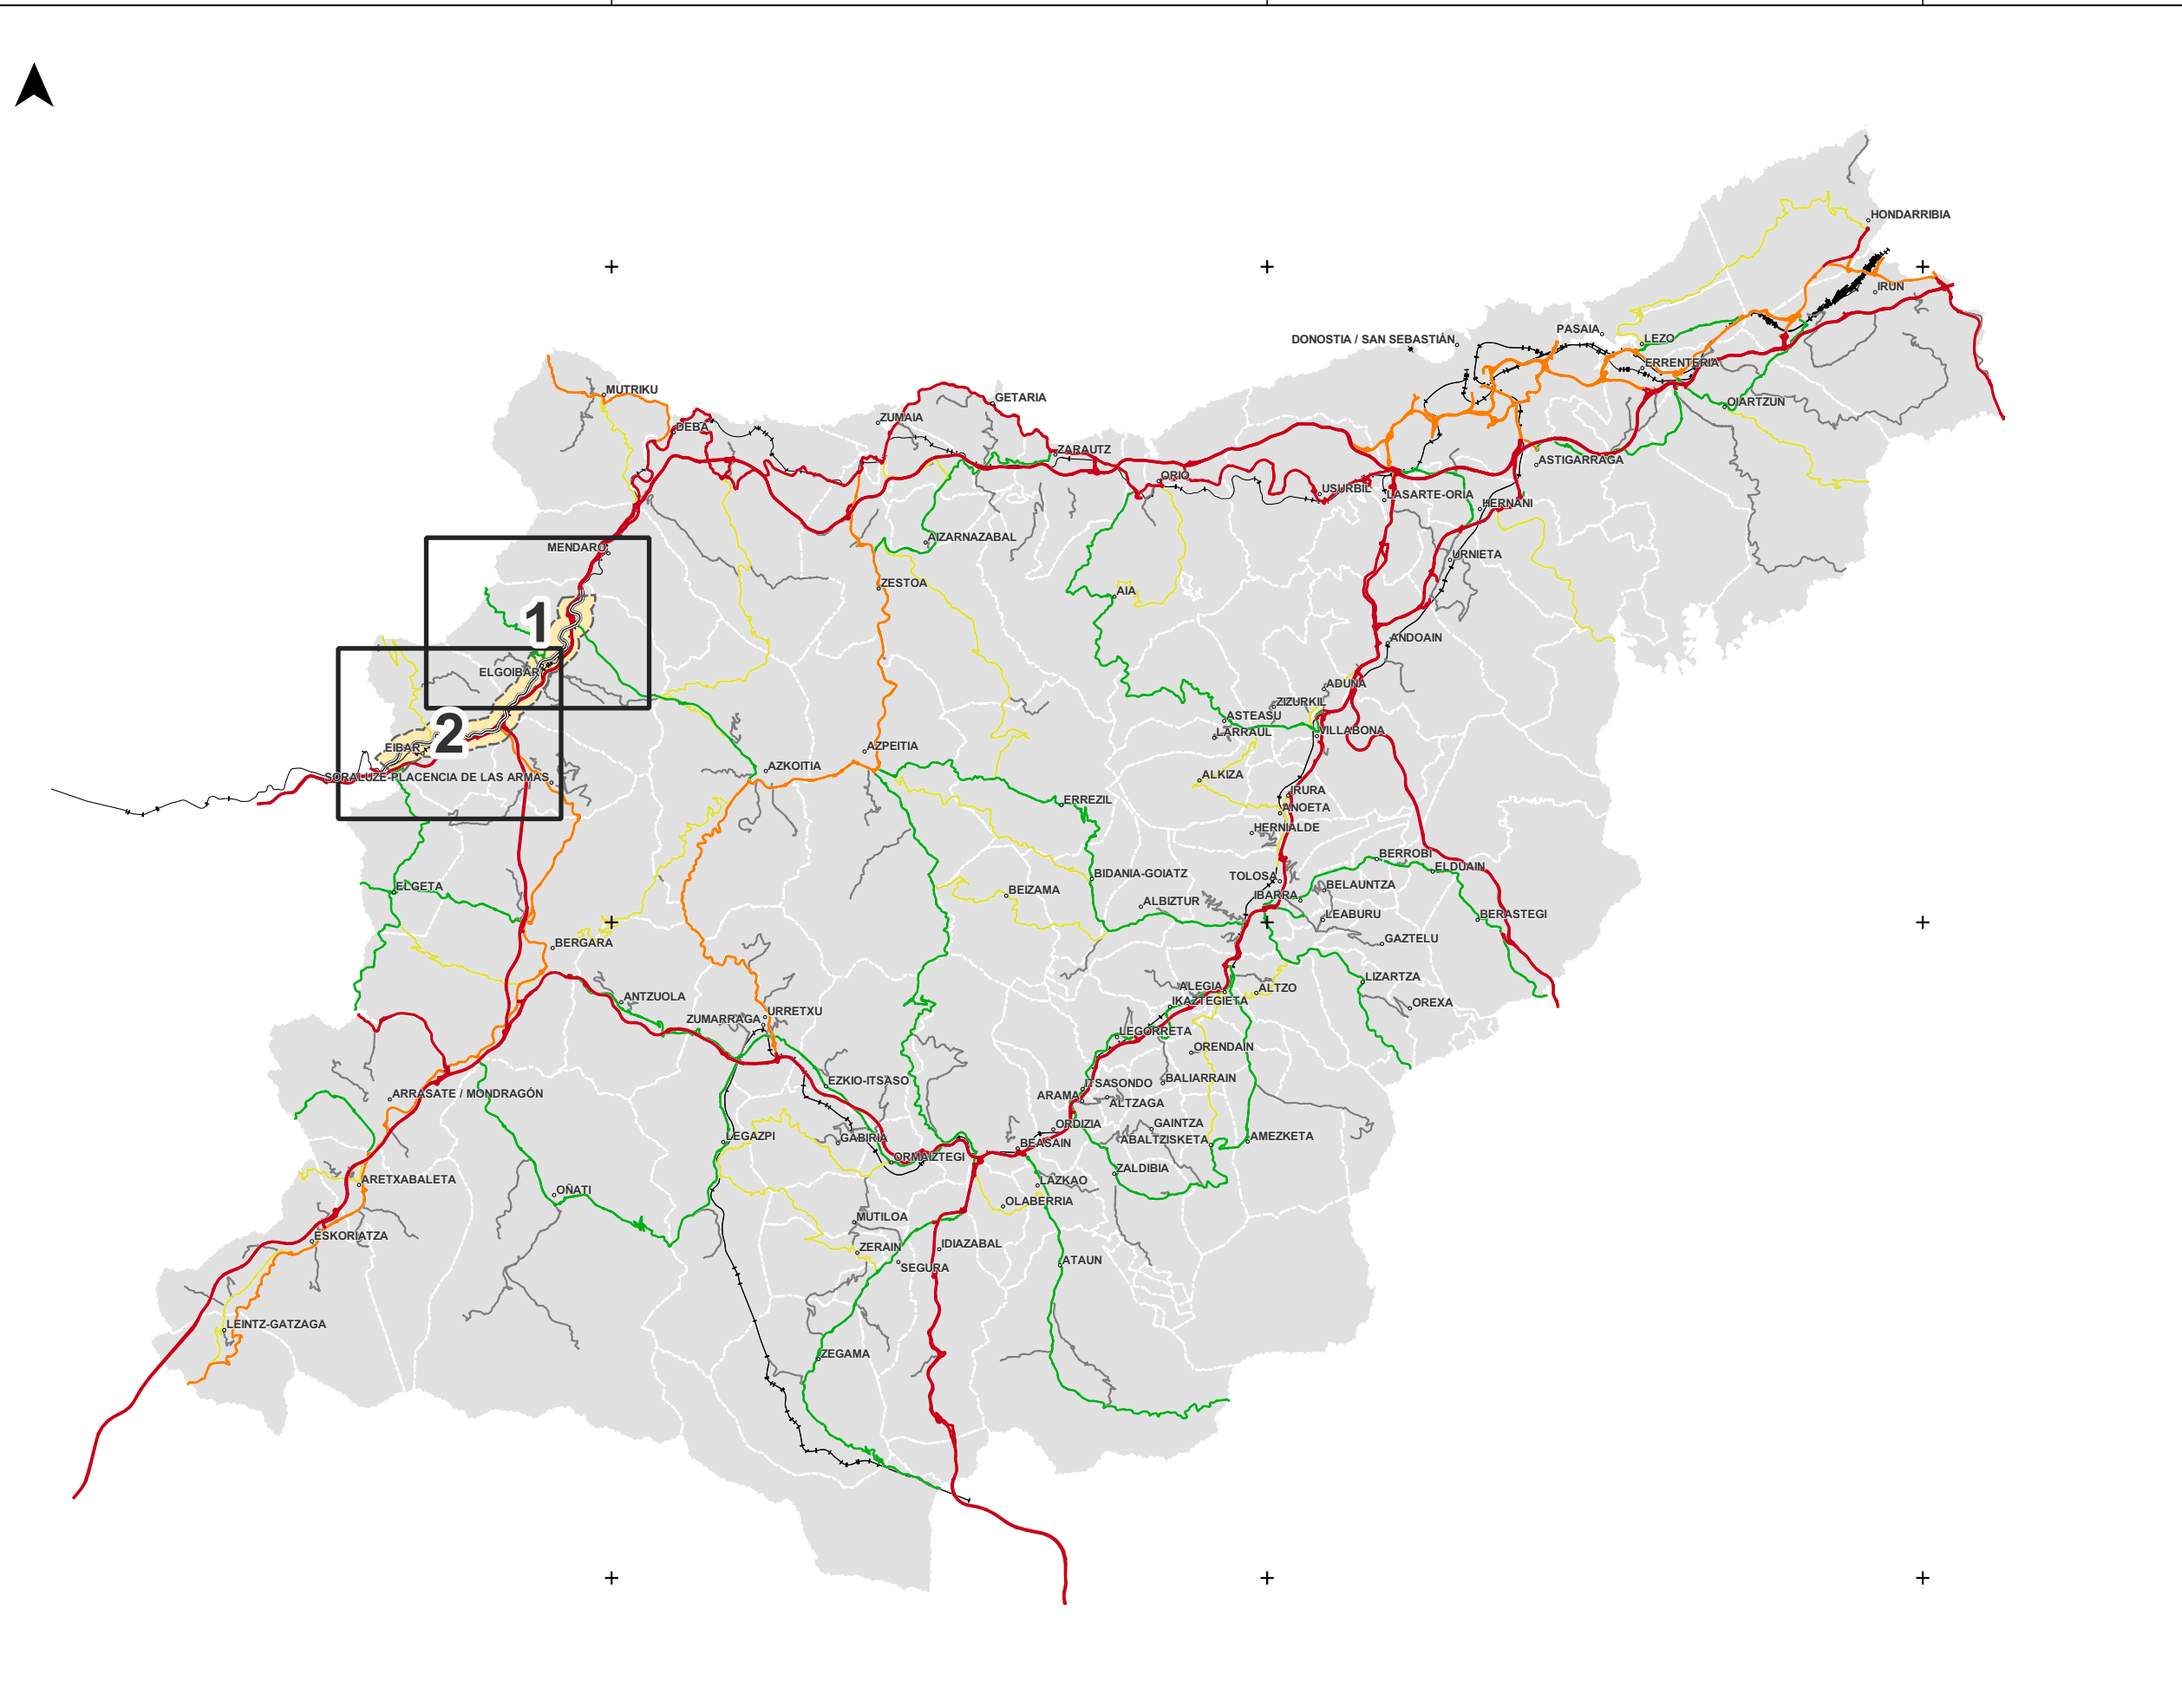 HONDARRIBIA
IRUN
PASAIA
DONOSTIA / SAN SEBASTIÁN
LEZO
ERRENTERIA
MUTRIKU
GETARIA
OIARTZUN
ZUMAIA
DEBA
ZARAUTZ
ASTIGARRAGA
ORIO
USURBIL
LASARTE-ORIA
HERNANI
AIZARNAZABAL
MENDARO
URNIETA
ZESTOA
AIA
1
ANDOAIN
ELGOIBAR
ADUNA
ZIZURKIL
ASTEASU
LARRAUL
VILLABONA
2
EIBAR
AZPEITIA
AZKOITIA
SORALUZE-PLACENCIA DE LAS ARMAS
ALKIZA
IRURA
ERREZIL
ANOETA
HERNIALDE
BERROBI
ELDUAIN
BIDANIA-GOIATZ
TOLOSA
BELAUNTZA
ELGETA
BEIZAMA
IBARRA
ALBIZTUR
LEABURU
BERASTEGI
GAZTELU
BERGARA
LIZARTZA
ALEGIA
ALTZO
ANTZUOLA
IKAZTEGIETA
OREXA
URRETXU
ZUMARRAGA
LEGORRETA
ORENDAIN
EZKIO-ITSASO
BALIARRAIN
ITSASONDO
ARRASATE / MONDRAGÓN
ARAMA
ALTZAGA
ORDIZIA
GAINTZA
LEGAZPI
GABIRIA
BEASAIN
ABALTZISKETA
AMEZKETA
ORMAIZTEGI
ZALDIBIA
ARETXABALETA
LAZKAO
OÑATI
OLABERRIA
MUTILOA
ESKORIATZA
ZERAIN
IDIAZABAL
ATAUN
SEGURA
LEINTZ-GATZAGA
ZEGAMA